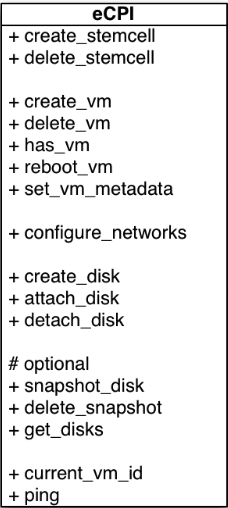 eCPI
+ create_stemcell
+ delete_stemcell
+ create_vm
+ delete_vm
+ has_vm
+ reboot_vm
+ set_vm_metadata
+ configure_networks
+ create_disk
+ attach_disk
+ detach_disk
# optional
+ snapshot_disk
+ delete_snapshot
+ get_disks
+ current_vm_id
+ ping